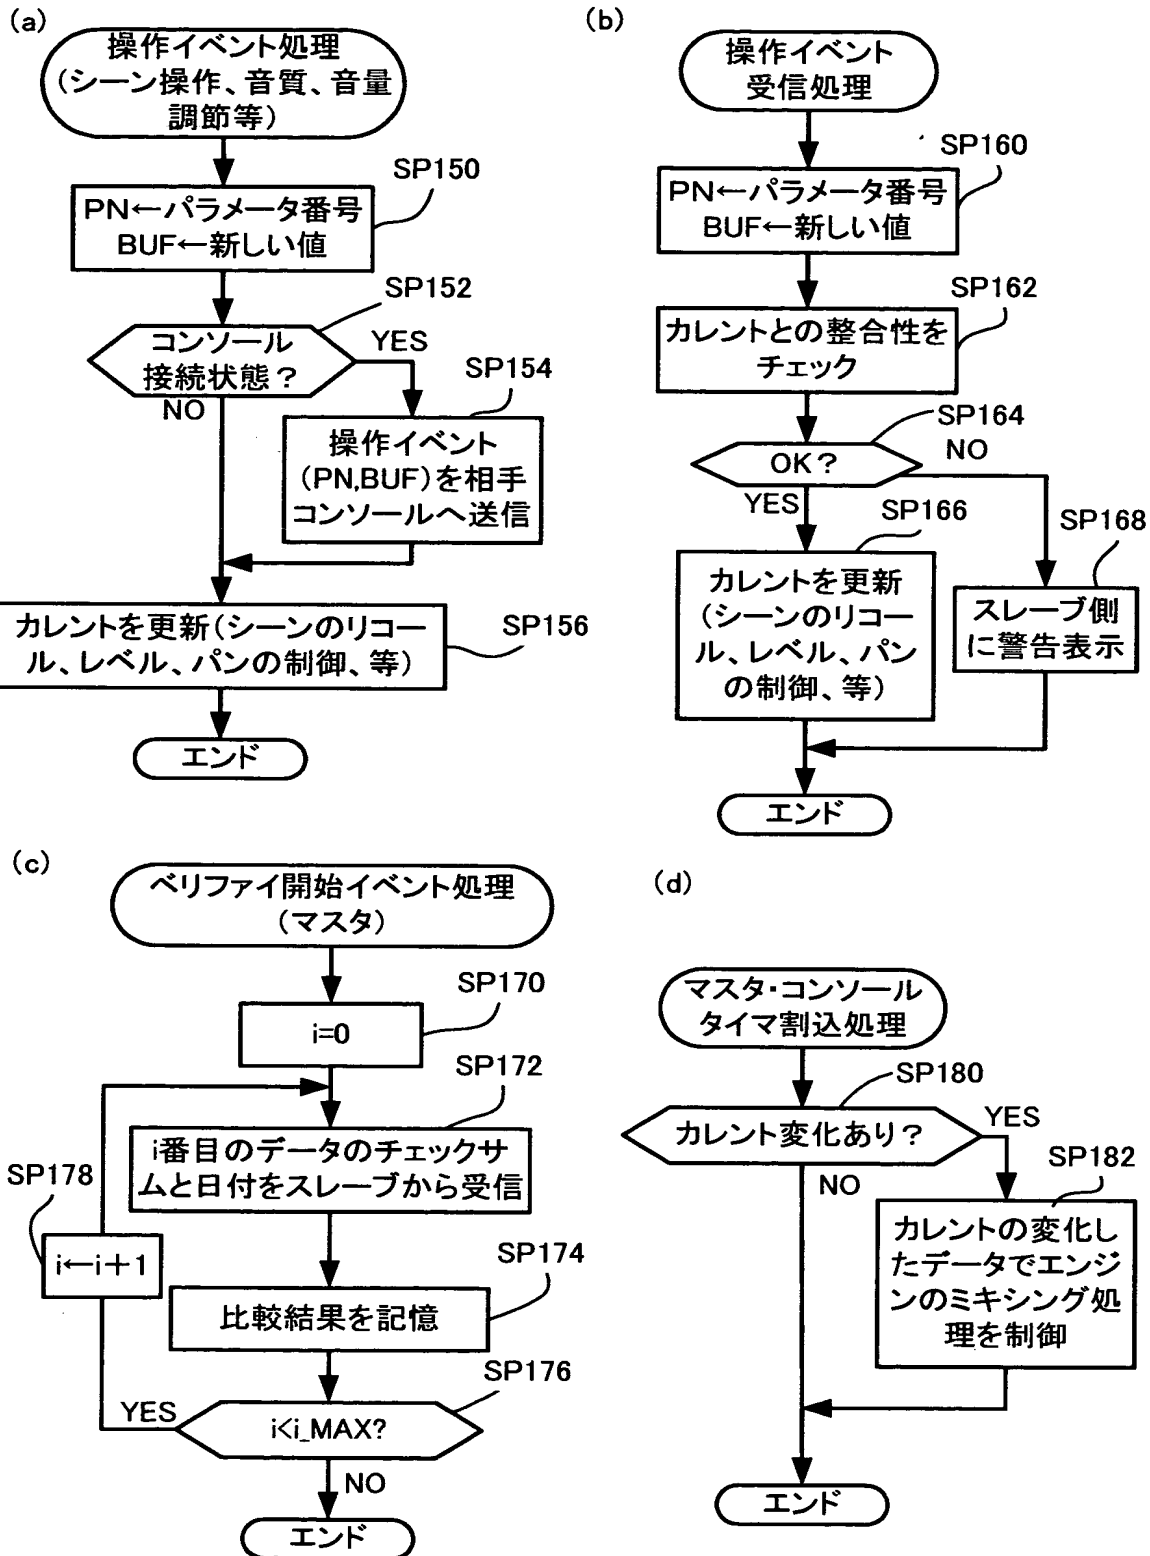 (a)
操作イベント処理
(シーン操作、音質、音量
調節等)
SP150
PN←パラメータ番号
BUF←新しい値
SP152
コンソール
接続状態？
YES
NO
SP154
操作イベント
(PN,BUF)を相手
コンソールへ送信
カレントを更新(シーンのリコー
ル、レベル、パンの制御、等)
SP156
エンド
(b)
操作イベント
受信処理
SP160
PN←パラメータ番号
BUF←新しい値
SP162
カレントとの整合性を
チェック
SP164
OK？
NO
YES
SP166
カレントを更新
(シーンのリコー
ル、レベル、パン
の制御、等)
SP168
スレーブ側
に警告表示
エンド
(c)
ベリファイ開始イベント処理
(マスタ)
SP170
i=0
SP172
i番目のデータのチェックサ
ムと日付をスレーブから受信
SP178
i←i＋1
SP174
比較結果を記憶
SP176
YES
i<i_MAX?
NO
エンド
(d)
マスタ・コンソール
タイマ割込処理
SP180
カレント変化あり？
YES
NO
SP182
カレントの変化し
たデータでエンジ
ンのミキシング処
理を制御
エンド